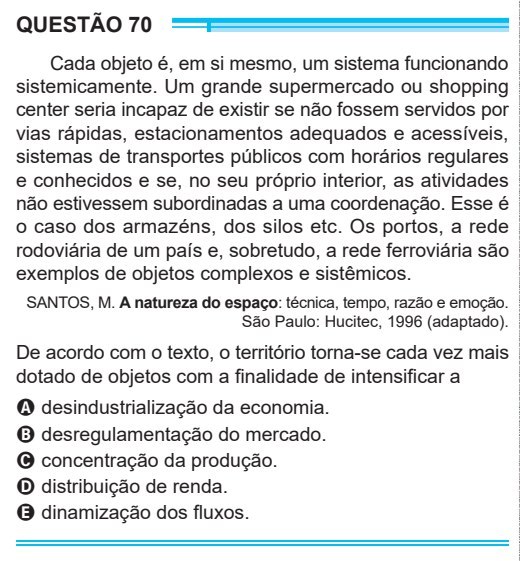 QUESTÃO 70
Cada objeto é, em si mesmo, um sistema funcionando
sistemicamente. Um grande supermercado ou shopping
center seria incapaz de existir se não fossem servidos por
vias rápidas, estacionamentos adequados e acessíveis,
sistemas de transportes públicos com horários regulares
e conhecidos e se, no seu próprio interior, as atividades
não estivessem subordinadas a uma coordenação. Esse é
o caso dos armazéns, dos silos etc. Os portos, a rede
rodoviária de um país e, sobretudo, a rede ferroviária são
exemplos de objetos complexos e sistêmicos.
SANTOS, M. A natureza do espaço: técnica, tempo, razão e emoção.
São Paulo: Hucitec, 1996 (adaptado).
De acordo com o texto, o território torna-se cada vez mais
dotado de objetos com a finalidade de intensificar a
A desindustrialização da economia.
B desregulamentação do mercado.
C concentração da produção.
D distribuição de renda.
E dinamização dos fluxos.